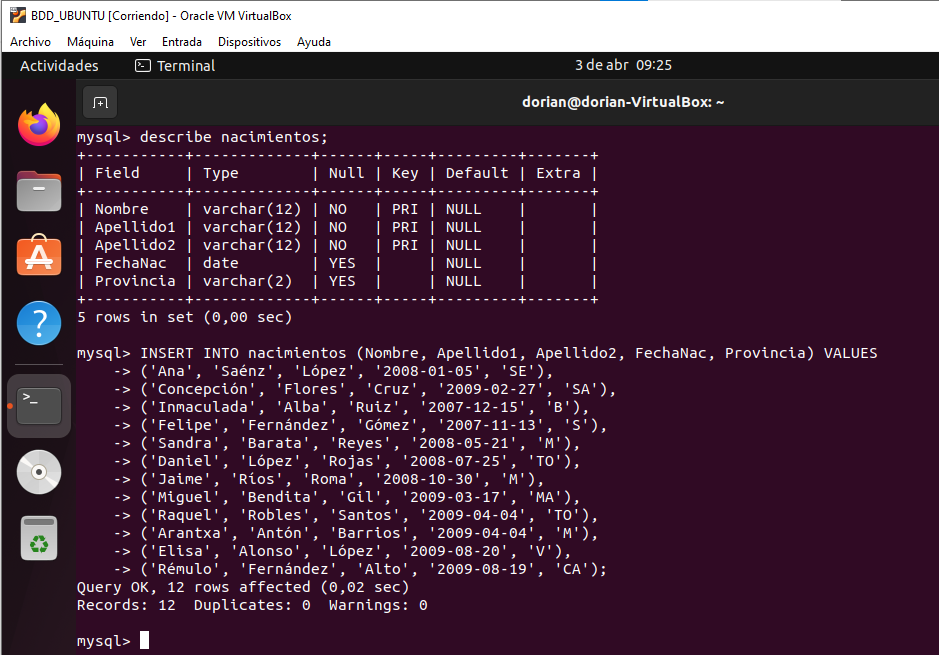 BDD_UBUNTU [Corriendo] - Oracle VM VirtualBox
Archivo Máquina Ver Entrada Dispositivos Ayuda
Actividades Terminal 3 de abr 09:25
dorian@dorian-VirtualBox: ~
mysql> describe nacimientos;
+-----------+-------------+------+-----+---------+-------+
| Field     | Type        | Null | Key | Default | Extra |
+-----------+-------------+------+-----+---------+-------+
| Nombre    | varchar(12) | NO   | PRI | NULL    |       |
| Apellido1 | varchar(12) | NO   | PRI | NULL    |       |
| Apellido2 | varchar(12) | NO   | PRI | NULL    |       |
| FechaNac  | date        | YES  |     | NULL    |       |
| Provincia | varchar(2)  | YES  |     | NULL    |       |
+-----------+-------------+------+-----+---------+-------+
5 rows in set (0,00 sec)
mysql> INSERT INTO nacimientos (Nombre, Apellido1, Apellido2, FechaNac, Provincia) VALUES
    -> ('Ana', 'Saénz', 'López', '2008-01-05', 'SE'),
    -> ('Concepción', 'Flores', 'Cruz', '2009-02-27', 'SA'),
    -> ('Inmaculada', 'Alba', 'Ruiz', '2007-12-15', 'B'),
    -> ('Felipe', 'Fernández', 'Gómez', '2007-11-13', 'S'),
    -> ('Sandra', 'Barata', 'Reyes', '2008-05-21', 'M'),
    -> ('Daniel', 'López', 'Rojas', '2008-07-25', 'TO'),
    -> ('Jaime', 'Ríos', 'Roma', '2008-10-30', 'M'),
    -> ('Miguel', 'Bendita', 'Gil', '2009-03-17', 'MA'),
    -> ('Raquel', 'Robles', 'Santos', '2009-04-04', 'TO'),
    -> ('Arantxa', 'Antón', 'Barrios', '2009-04-04', 'M'),
    -> ('Elisa', 'Alonso', 'López', '2009-08-20', 'V'),
    -> ('Rémulo', 'Fernández', 'Alto', '2009-08-19', 'CA');
Query OK, 12 rows affected (0,02 sec)
Records: 12  Duplicates: 0  Warnings: 0
mysql>